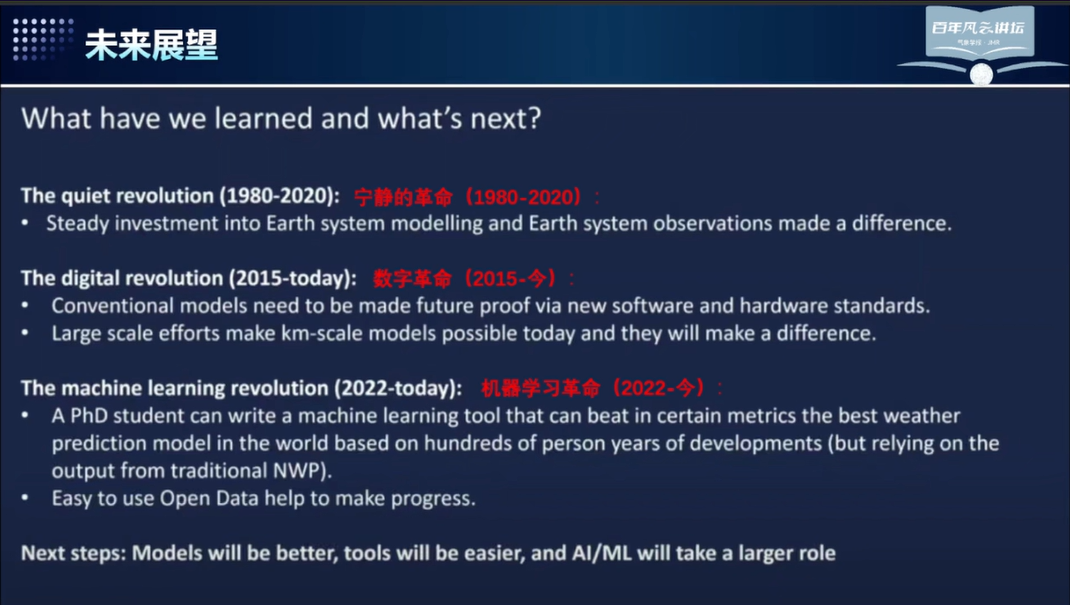 未来展望
百年风云讲坛
What have we learned and what's next?
The quiet revolution (1980-2020): 宁静的革命（1980-2020）:
• Steady investment into Earth system modelling and Earth system observations made a difference.
The digital revolution (2015-today): 数字革命（2015-今）:
• Conventional models need to be made future proof via new software and hardware standards.
• Large scale efforts make km-scale models possible today and they will make a difference.
The machine learning revolution (2022-today): 机器学习革命（2022-今）:
• A PhD student can write a machine learning tool that can beat in certain metrics the best weather
prediction model in the world based on hundreds of person years of developments (but relying on the
output from traditional NWP).
• Easy to use Open Data help to make progress.
Next steps: Models will be better, tools will be easier, and AI/ML will take a larger role